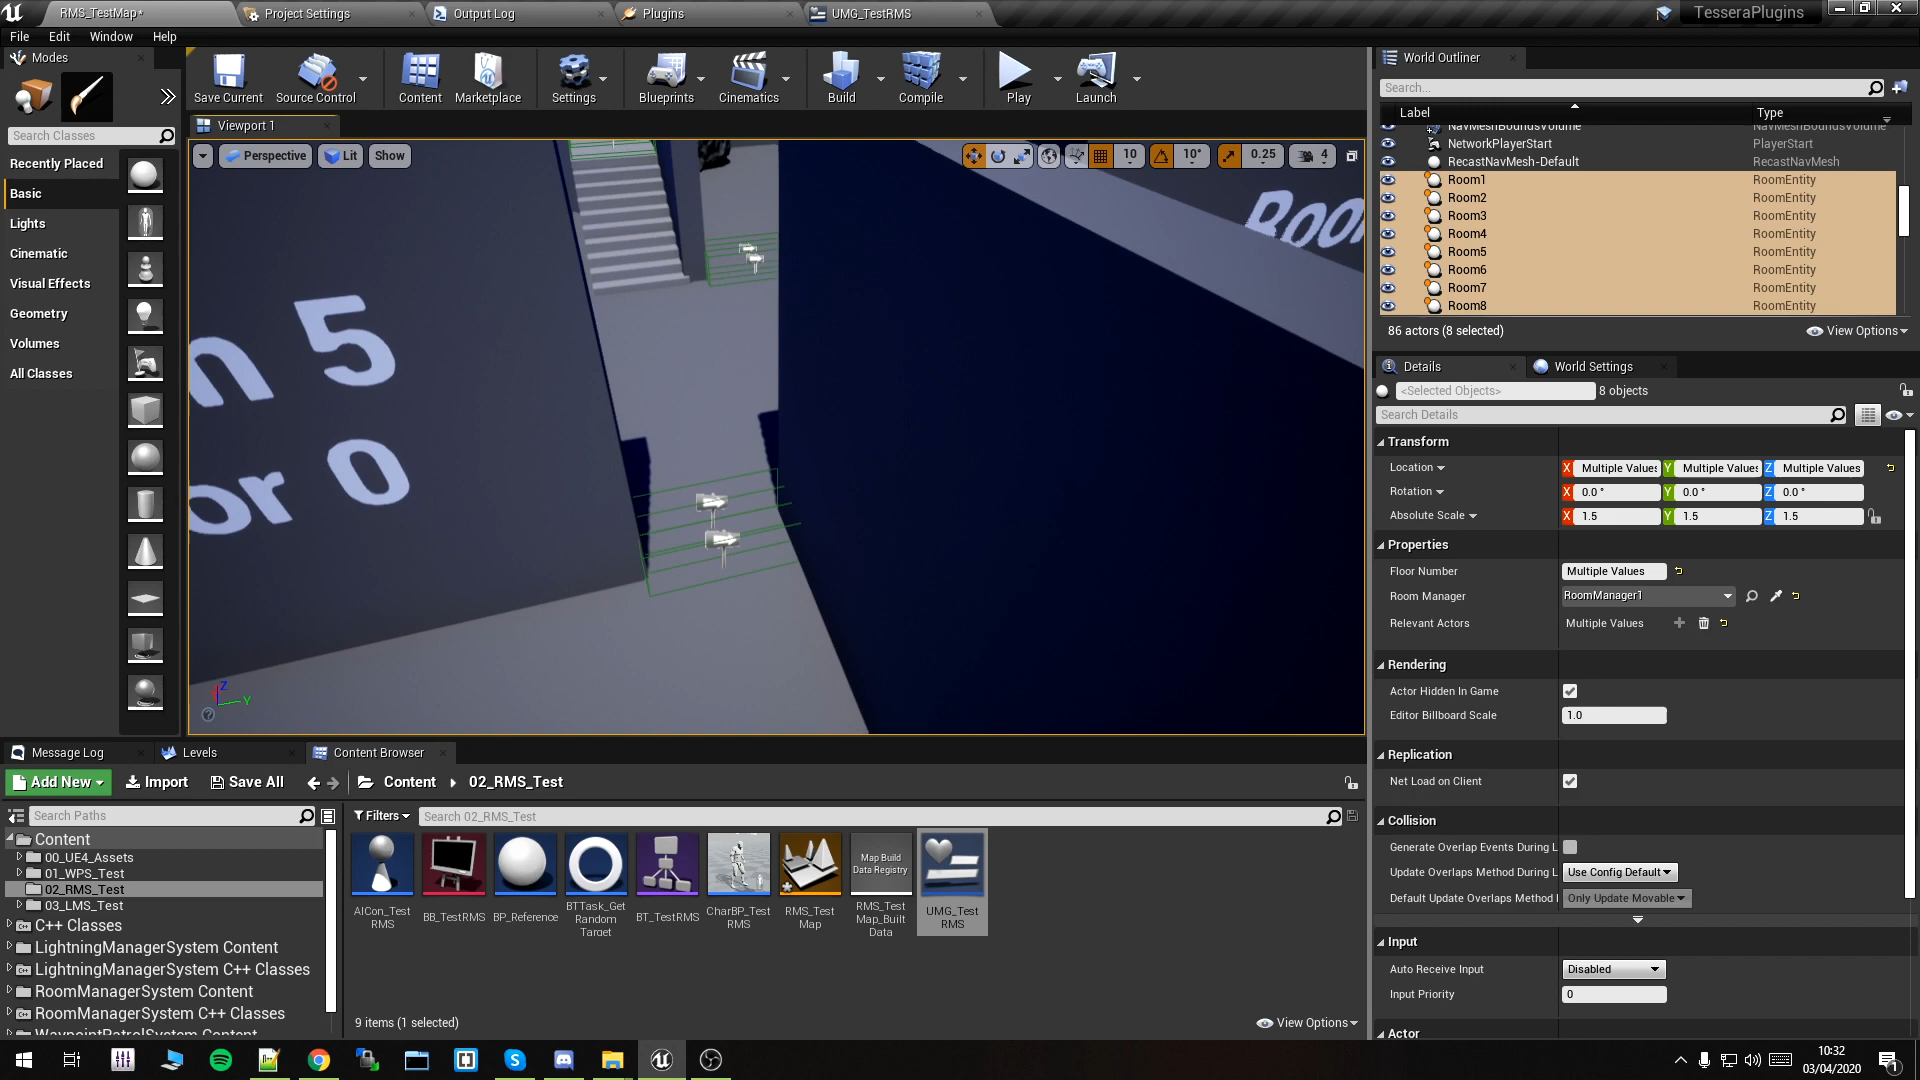 RMS_TestMap*
Project Settings
Output Log
Plugins
UMG_TestRMS
TesseraPlugins
File
Edit
Window
Help
Modes
Save Current
Source Control
Content
Marketplace
Settings
Blueprints
Cinematics
Build
Compile
Play
Launch
Search Classes
Recently Placed
Basic
Lights
Cinematic
Visual Effects
Geometry
Volumes
All Classes
Viewport 1
Perspective
Lit
Show
10
10°
0.25
4
n 5
or 0
Roo
Z
Y
World Outliner
Search...
Label
Type
NavMeshBoundsVolume NavMeshBoundsVolume
NetworkPlayerStart PlayerStart
RecastNavMesh-Default RecastNavMesh
Room1 RoomEntity
Room2 RoomEntity
Room3 RoomEntity
Room4 RoomEntity
Room5 RoomEntity
Room6 RoomEntity
Room7 RoomEntity
Room8 RoomEntity
86 actors (8 selected)
View Options
Details
World Settings
<Selected Objects>
8 objects
Search Details
Transform
Location X Multiple Values Y Multiple Values Z Multiple Values
Rotation X 0.0 ° Y 0.0 ° Z 0.0 °
Absolute Scale X 1.5 Y 1.5 Z 1.5
Properties
Floor Number Multiple Values
Room Manager RoomManager1
Relevant Actors Multiple Values
Rendering
Actor Hidden In Game
Editor Billboard Scale 1.0
Replication
Net Load on Client
Collision
Generate Overlap Events During L
Update Overlaps Method During L Use Config Default
Default Update Overlaps Method I Only Update Movable
Input
Auto Receive Input Disabled
Input Priority 0
Actor
Message Log
Levels
Content Browser
Add New
Import
Save All
Content
02_RMS_Test
Search Paths
Filters
Search 02_RMS_Test
Content
00_UE4_Assets
01_WPS_Test
02_RMS_Test
03_LMS_Test
C++ Classes
LightningManagerSystem Content
LightningManagerSystem C++ Classes
RoomManagerSystem Content
RoomManagerSystem C++ Classes
WaypointPatrolSystem Content
AICon_Test
RMS
BB_TestRMS
BP_Reference
BTTask_Get
Random
Target
BT_TestRMS
CharBP_Test
RMS
RMS_Test
Map
Map Build
Data Registry
RMS_Test
Map_Built
Data
UMG_Test
RMS
9 items (1 selected)
View Options
10:32
03/04/2020
1